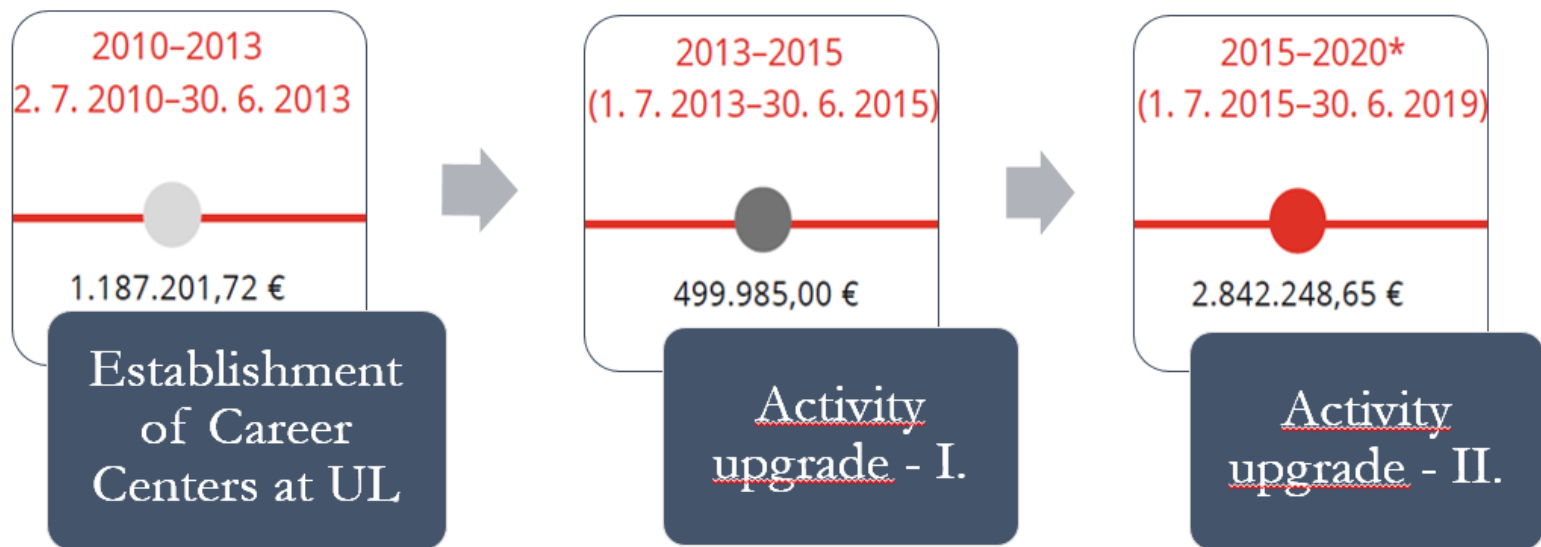 2010–2013
2. 7. 2010–30. 6. 2013
1.187.201,72 €
Establishment
of Career
Centers at UL
2013–2015
(1. 7. 2013–30. 6. 2015)
499.985,00 €
Activity
upgrade - I.
2015–2020*
(1. 7. 2015–30. 6. 2019)
2.842.248,65 €
Activity
upgrade - II.